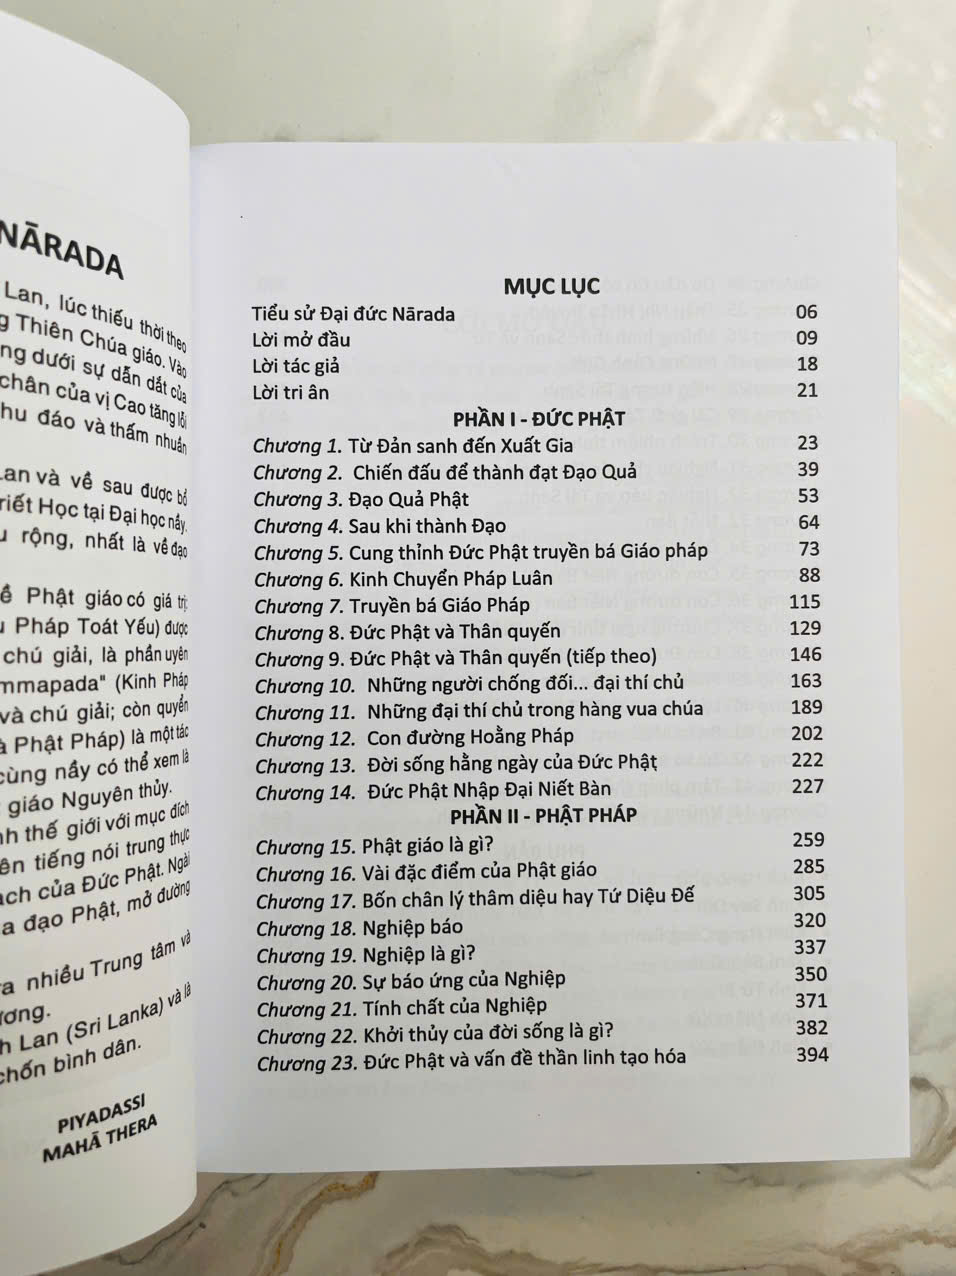 NĀRADA
Lan, lúc thiếu thời theo
g Thiên Chúa giáo. Vào
ng dưới sự dẫn dắt của
chân của vị Cao tăng lỗi
hu đáo và thấm nhuần
Lan và về sau được bổ
riết Học tại Đại học nầy.
u rộng, nhất là về đạo
ề Phật giáo có giá trị:
u Pháp Toát Yếu) được
chú giải, là phần uyên
mmapada" (Kinh Pháp
và chú giải; còn quyển
à Phật Pháp) là một tác
cùng nầy có thể xem là
giáo Nguyên thủy.
nh thế giới với mục đích
ên tiếng nói trung thực
ạch của Đức Phật. Ngài
a đạo Phật, mở đường
ra nhiều Trung tâm và
ương.
h Lan (Sri Lanka) và là
chốn bình dân.
PIYADASSI
MAHĀ THERA
MỤC LỤC
Tiểu sử Đại đức Nārada 06
Lời mở đầu 09
Lời tác giả 18
Lời tri ân 21
PHẦN I - ĐỨC PHẬT
Chương 1. Từ Đản sanh đến Xuất Gia 23
Chương 2. Chiến đấu để thành đạt Đạo Quả 39
Chương 3. Đạo Quả Phật 53
Chương 4. Sau khi thành Đạo 64
Chương 5. Cung thỉnh Đức Phật truyền bá Giáo pháp 73
Chương 6. Kinh Chuyển Pháp Luân 88
Chương 7. Truyền bá Giáo Pháp 115
Chương 8. Đức Phật và Thân quyến 129
Chương 9. Đức Phật và Thân quyến (tiếp theo) 146
Chương 10. Những người chống đối... đại thí chủ 163
Chương 11. Những đại thí chủ trong hàng vua chúa 189
Chương 12. Con đường Hoằng Pháp 202
Chương 13. Đời sống hằng ngày của Đức Phật 222
Chương 14. Đức Phật Nhập Đại Niết Bàn 227
PHẦN II - PHẬT PHÁP
Chương 15. Phật giáo là gì? 259
Chương 16. Vài đặc điểm của Phật giáo 285
Chương 17. Bốn chân lý thâm diệu hay Tứ Diệu Đế 305
Chương 18. Nghiệp báo 320
Chương 19. Nghiệp là gì? 337
Chương 20. Sự báo ứng của Nghiệp 350
Chương 21. Tính chất của Nghiệp 371
Chương 22. Khởi thủy của đời sống là gì? 382
Chương 23. Đức Phật và vấn đề thần linh tạo hóa 394